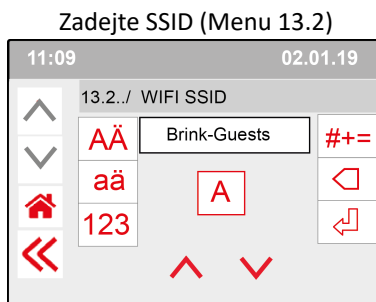 Zadejte SSID (Menu 13.2)
11:09 02.01.19
13.2../ WIFI SSID
AÄ Brink-Guests #+=
aä A
123